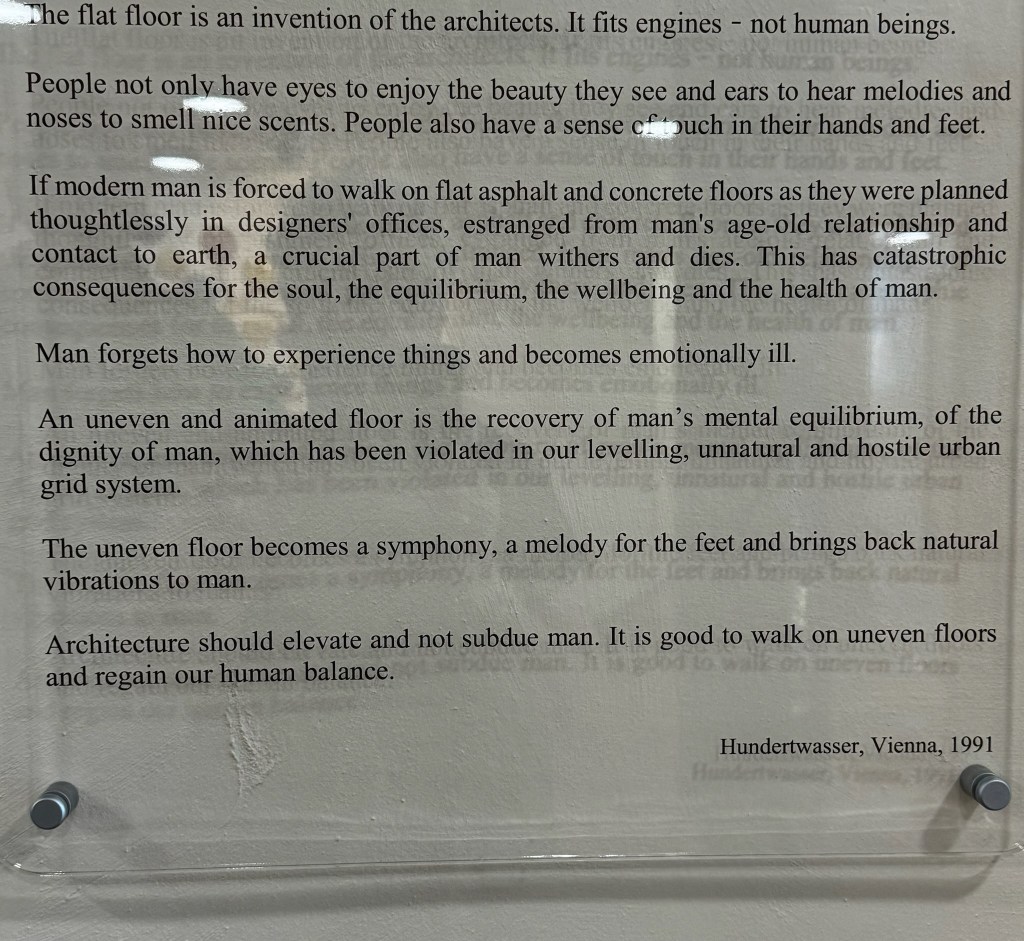 The flat floor is an invention of the architects. It fits engines - not human beings.
People not only have eyes to enjoy the beauty they see and ears to hear melodies and
noses to smell nice scents. People also have a sense of touch in their hands and feet.
If modern man is forced to walk on flat asphalt and concrete floors as they were planned
thoughtlessly in designers' offices, estranged from man's age-old relationship and
contact to earth, a crucial part of man withers and dies. This has catastrophic
consequences for the soul, the equilibrium, the wellbeing and the health of man.
Man forgets how to experience things and becomes emotionally ill.
An uneven and animated floor is the recovery of man’s mental equilibrium, of the
dignity of man, which has been violated in our levelling, unnatural and hostile urban
grid system.
The uneven floor becomes a symphony, a melody for the feet and brings back natural
vibrations to man.
Architecture should elevate and not subdue man. It is good to walk on uneven floors
and regain our human balance.
Hundertwasser, Vienna, 1991